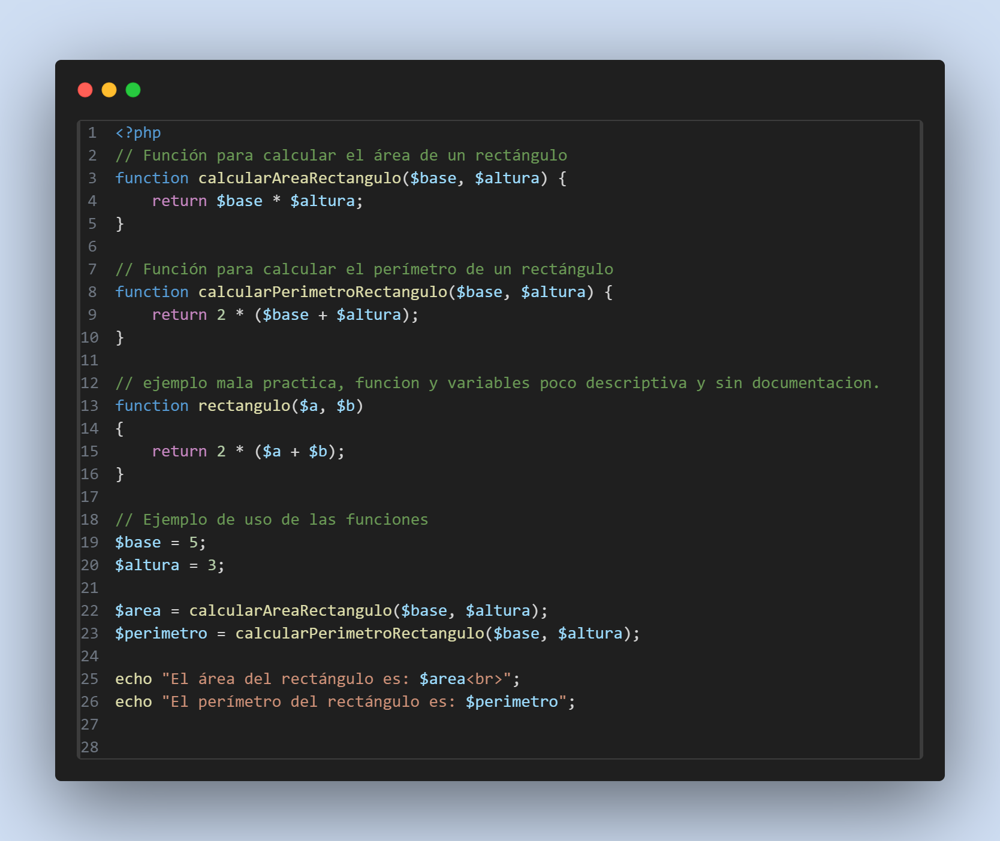 1 <?php
2 // Función para calcular el área de un rectángulo
3 function calcularAreaRectangulo($base, $altura) {
4     return $base * $altura;
5 }
6
7 // Función para calcular el perímetro de un rectángulo
8 function calcularPerimetroRectangulo($base, $altura) {
9     return 2 * ($base + $altura);
10 }
11
12 // ejemplo mala practica, funcion y variables poco descriptiva y sin documentacion.
13 function rectangulo($a, $b)
14 {
15     return 2 * ($a + $b);
16 }
17
18 // Ejemplo de uso de las funciones
19 $base = 5;
20 $altura = 3;
21
22 $area = calcularAreaRectangulo($base, $altura);
23 $perimetro = calcularPerimetroRectangulo($base, $altura);
24
25 echo "El área del rectángulo es: $area<br>";
26 echo "El perímetro del rectángulo es: $perimetro";
27
28